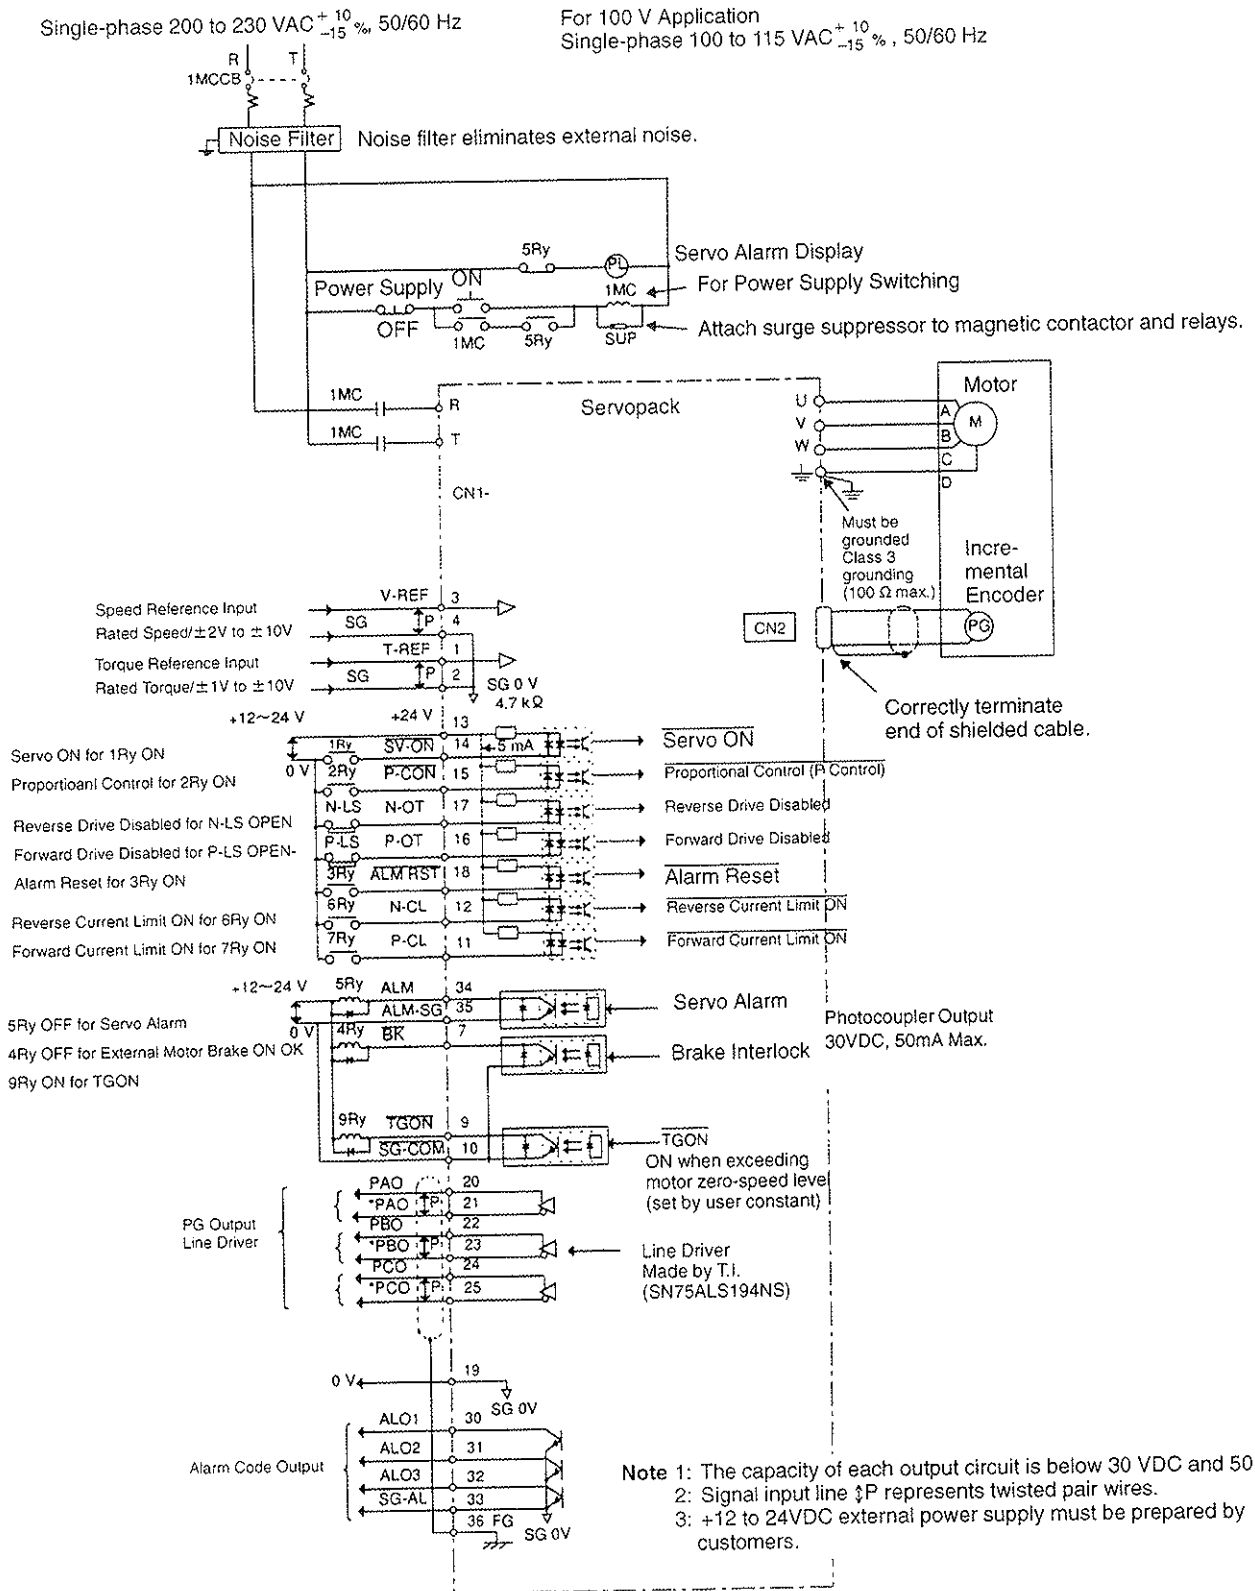 Single-phase 200 to 230 VAC +10 −15 %, 50/60 Hz
For 100 V Application
Single-phase 100 to 115 VAC +10 −15 % , 50/60 Hz
R T
1MCCB
Noise Filter
Noise filter eliminates external noise.
5Ry
PL
Servo Alarm Display
Power Supply
ON
1MC
For Power Supply Switching
OFF
1MC
5Ry
SUP
Attach surge suppressor to magnetic contactor and relays.
1MC
R
Servopack
U
V
W
A
B
C
D
Motor
M
1MC
T
CN1-
Must be
grounded
Class 3
grounding
(100 Ω max.)
Incre-
mental
Encoder
CN2
PG
Correctly terminate
end of shielded cable.
Speed Reference Input
V-REF 3
SG P 4
Rated Speed/±2V to ±10V
Torque Reference Input
T-REF 1
SG P 2
Rated Torque/±1V to ±10V
SG 0 V
4.7 kΩ
+12~24 V
+24 V 13
Servo ON for 1Ry ON
0 V
1Ry SV-ON 14
5 mA
Servo ON
Proportioanl Control for 2Ry ON
2Ry P-CON 15
Proportional Control (P Control)
Reverse Drive Disabled for N-LS OPEN
N-LS N-OT 17
Reverse Drive Disabled
Forward Drive Disabled for P-LS OPEN-
P-LS P-OT 16
Forward Drive Disabled
Alarm Reset for 3Ry ON
3Ry ALM RST 18
Alarm Reset
Reverse Current Limit ON for 6Ry ON
6Ry N-CL 12
Reverse Current Limit ON
Forward Current Limit ON for 7Ry ON
7Ry P-CL 11
Forward Current Limit ON
+12~24 V
5Ry ALM 34
ALM-SG 35
Servo Alarm
5Ry OFF for Servo Alarm
0 V
4Ry BK 7
Photocoupler Output
30VDC, 50mA Max.
4Ry OFF for External Motor Brake ON OK
Brake Interlock
9Ry ON for TGON
9Ry TGON 9
SG-COM 10
TGON
ON when exceeding
motor zero-speed level
(set by user constant)
PG Output
Line Driver
PAO 20
*PAO P 21
PBO 22
*PBO P 23
PCO 24
*PCO P 25
Line Driver
Made by T.I.
(SN75ALS194NS)
0 V 19
SG 0V
Alarm Code Output
ALO1 30
ALO2 31
ALO3 32
SG-AL 33
36 FG
SG 0V
Note 1: The capacity of each output circuit is below 30 VDC and 50
2: Signal input line ↕P represents twisted pair wires.
3: +12 to 24VDC external power supply must be prepared by
customers.